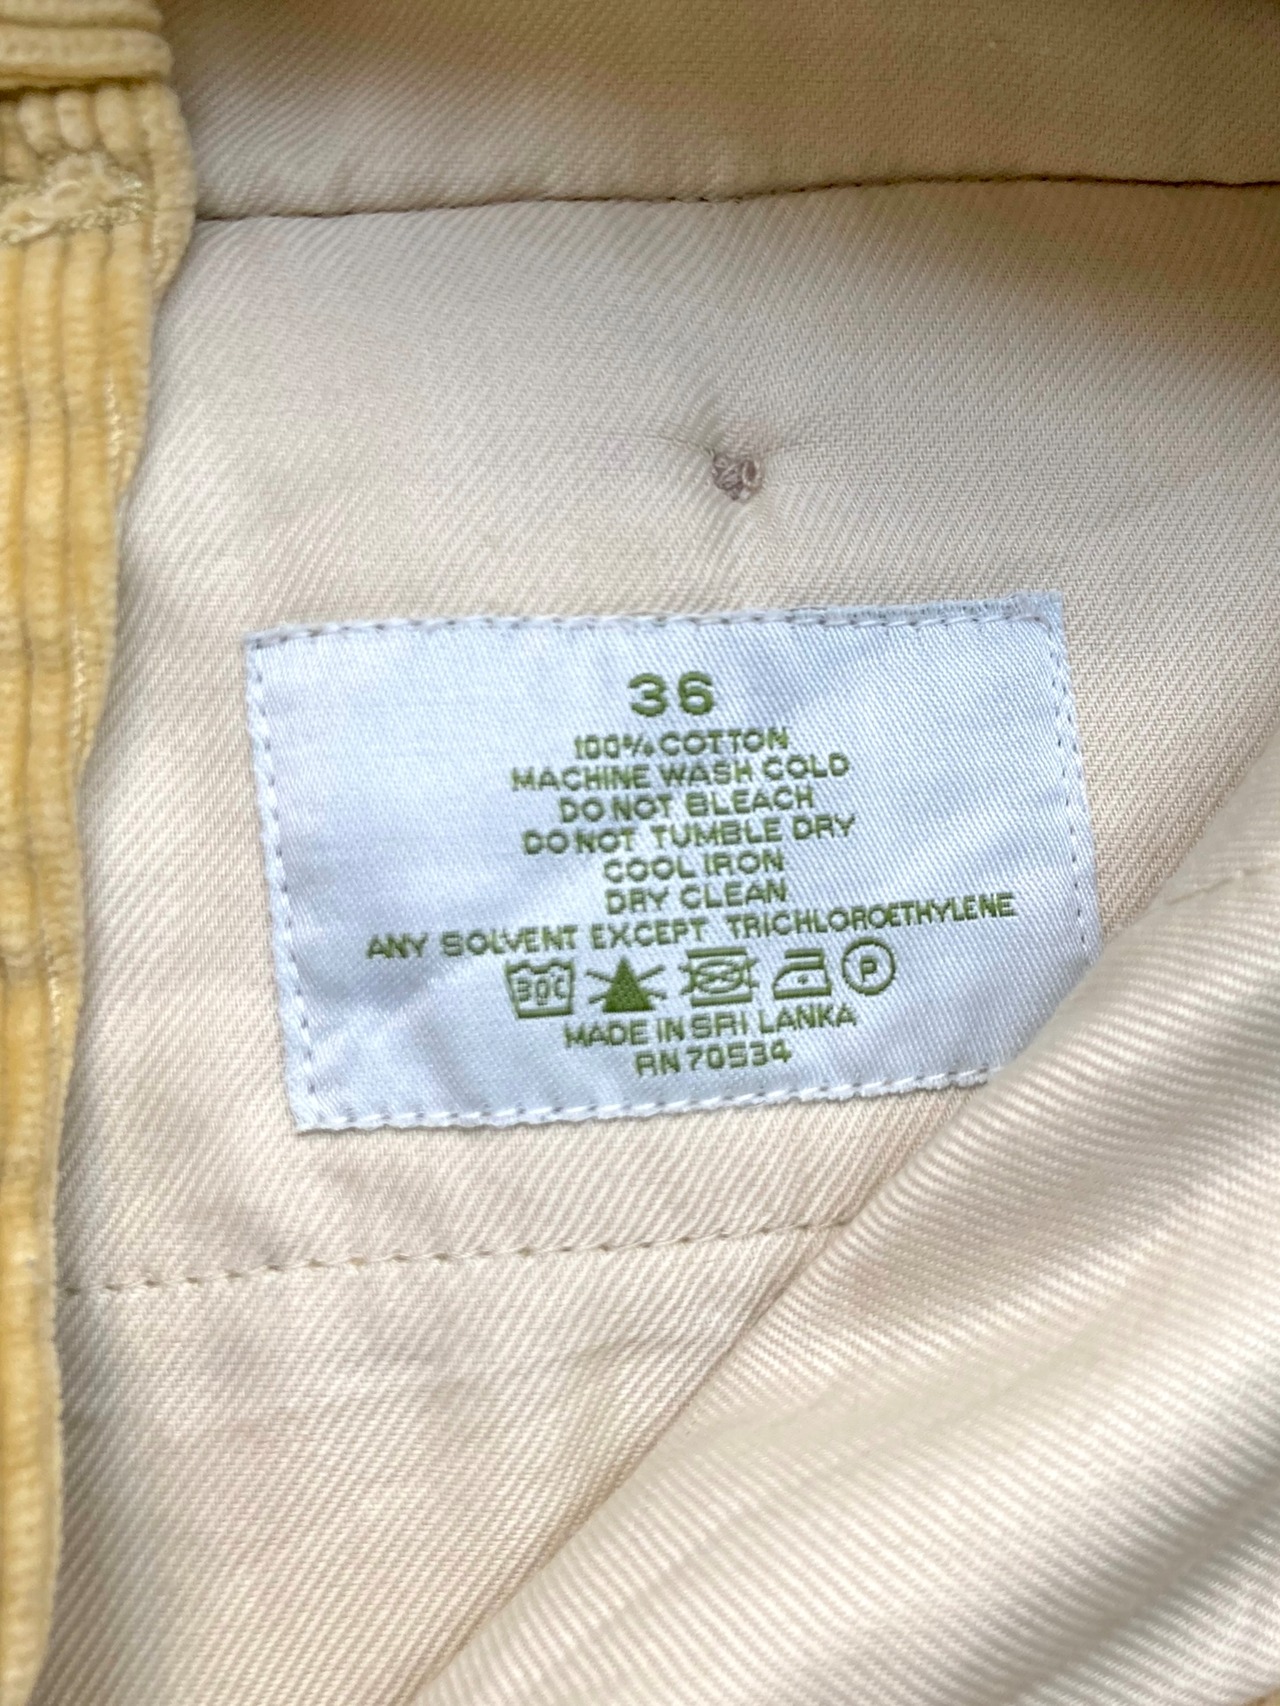 36
100% COTTON
MACHINE WASH COLD
DO NOT BLEACH
DO NOT TUMBLE DRY
COOL IRON
DRY CLEAN
ANY SOLVENT EXCEPT TRICHLOROETHYLENE
30C P
MADE IN SRI LANKA
RN 70534